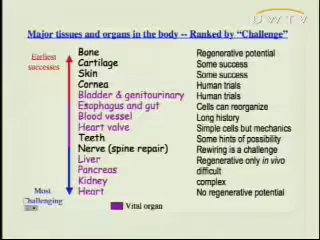 UWTV
Major tissues and organs in the body -- Ranked by "Challenge"
Earliest successes
Bone Regenerative potential
Cartilage Some success
Skin Some success
Cornea Human trials
Bladder & genitourinary Human trials
Esophagus and gut Cells can reorganize
Blood vessel Long history
Heart valve Simple cells but mechanics
Teeth Some hints of possibility
Nerve (spine repair) Rewiring is a challenge
Liver Regenerative only in vivo
Pancreas difficult
Kidney complex
Heart No regenerative potential
Most Challenging
Vital organ